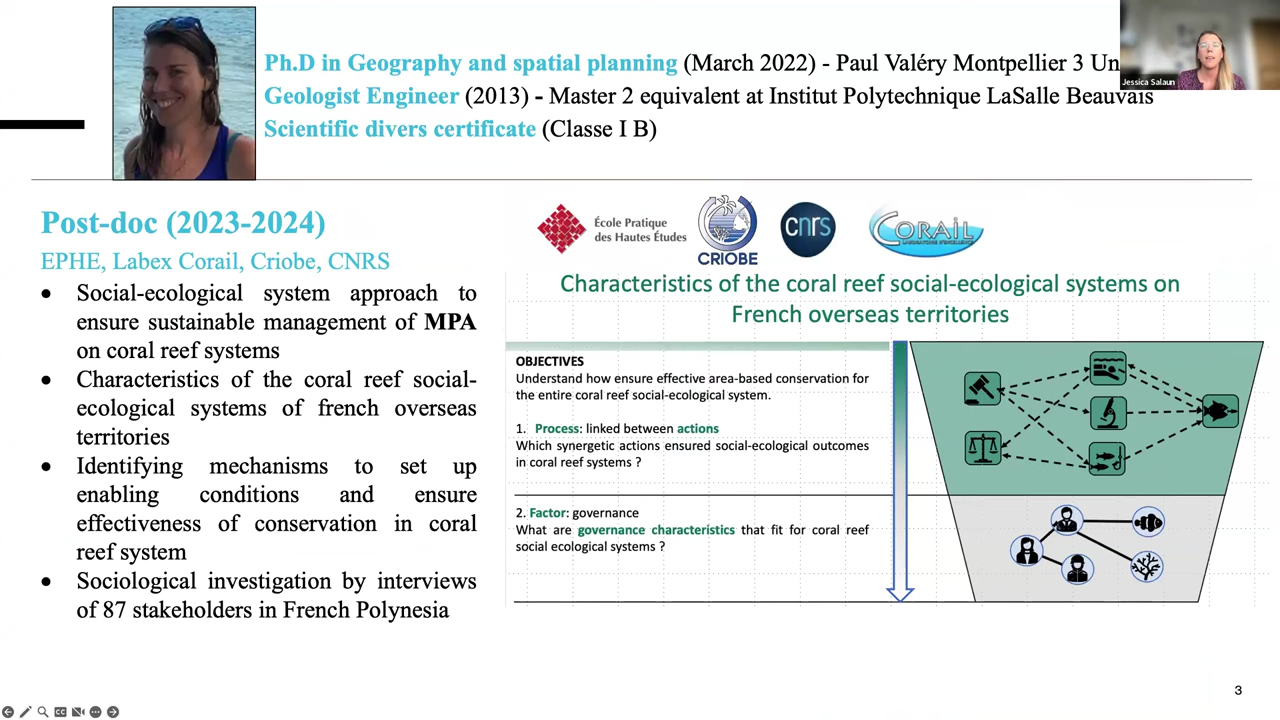 Ph.D in Geography and spatial planning (March 2022) - Paul Valéry Montpellier 3 Un
Geologist Engineer (2013) - Master 2 equivalent at Institut Polytechnique LaSalle Beauvais
Scientific divers certificate (Classe I B)
Jessica Salaun
Post-doc (2023-2024)
EPHE, Labex Corail, Criobe, CNRS
• Social-ecological system approach to
ensure sustainable management of MPA
on coral reef systems
• Characteristics of the coral reef social-
ecological systems of french overseas
territories
• Identifying mechanisms to set up
enabling conditions and ensure
effectiveness of conservation in coral
reef system
• Sociological investigation by interviews
of 87 stakeholders in French Polynesia
École Pratique
des Hautes Études
CRIOBE
cnrs
CORAIL
LABORATOIRE D'EXCELLENCE
Characteristics of the coral reef social-ecological systems on
French overseas territories
OBJECTIVES
Understand how ensure effective area-based conservation for
the entire coral reef social-ecological system.
1. Process: linked between actions
Which synergetic actions ensured social-ecological outcomes
in coral reef systems ?
2. Factor: governance
What are governance characteristics that fit for coral reef
social ecological systems ?
3